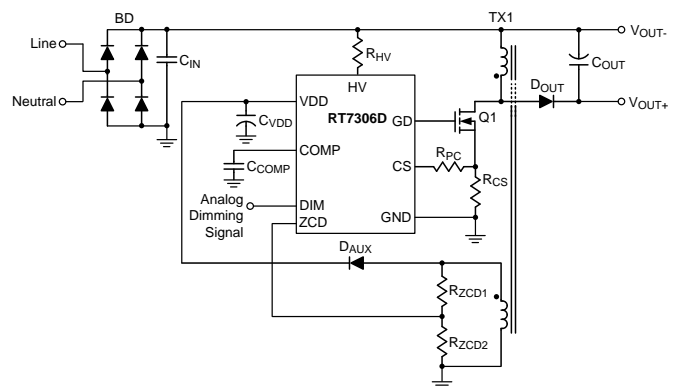 BD
TX1
Line
Neutral
CIN
RHV
VOUT-
COUT
DOUT
VOUT+
HV
VDD
RT7306D
GD
Q1
CVDD
COMP
CCOMP
CS
RPC
RCS
Analog
Dimming
Signal
DIM
ZCD
GND
DAUX
RZCD1
RZCD2